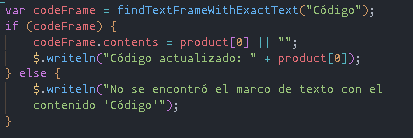 var codeFrame = findTextFrameWithExactText("Código");
if (codeFrame) {
    codeFrame.contents = product[0] || "";
    $.writeln("Código actualizado: " + product[0]);
} else {
    $.writeln("No se encontró el marco de texto con el
    contenido 'Código'");
}